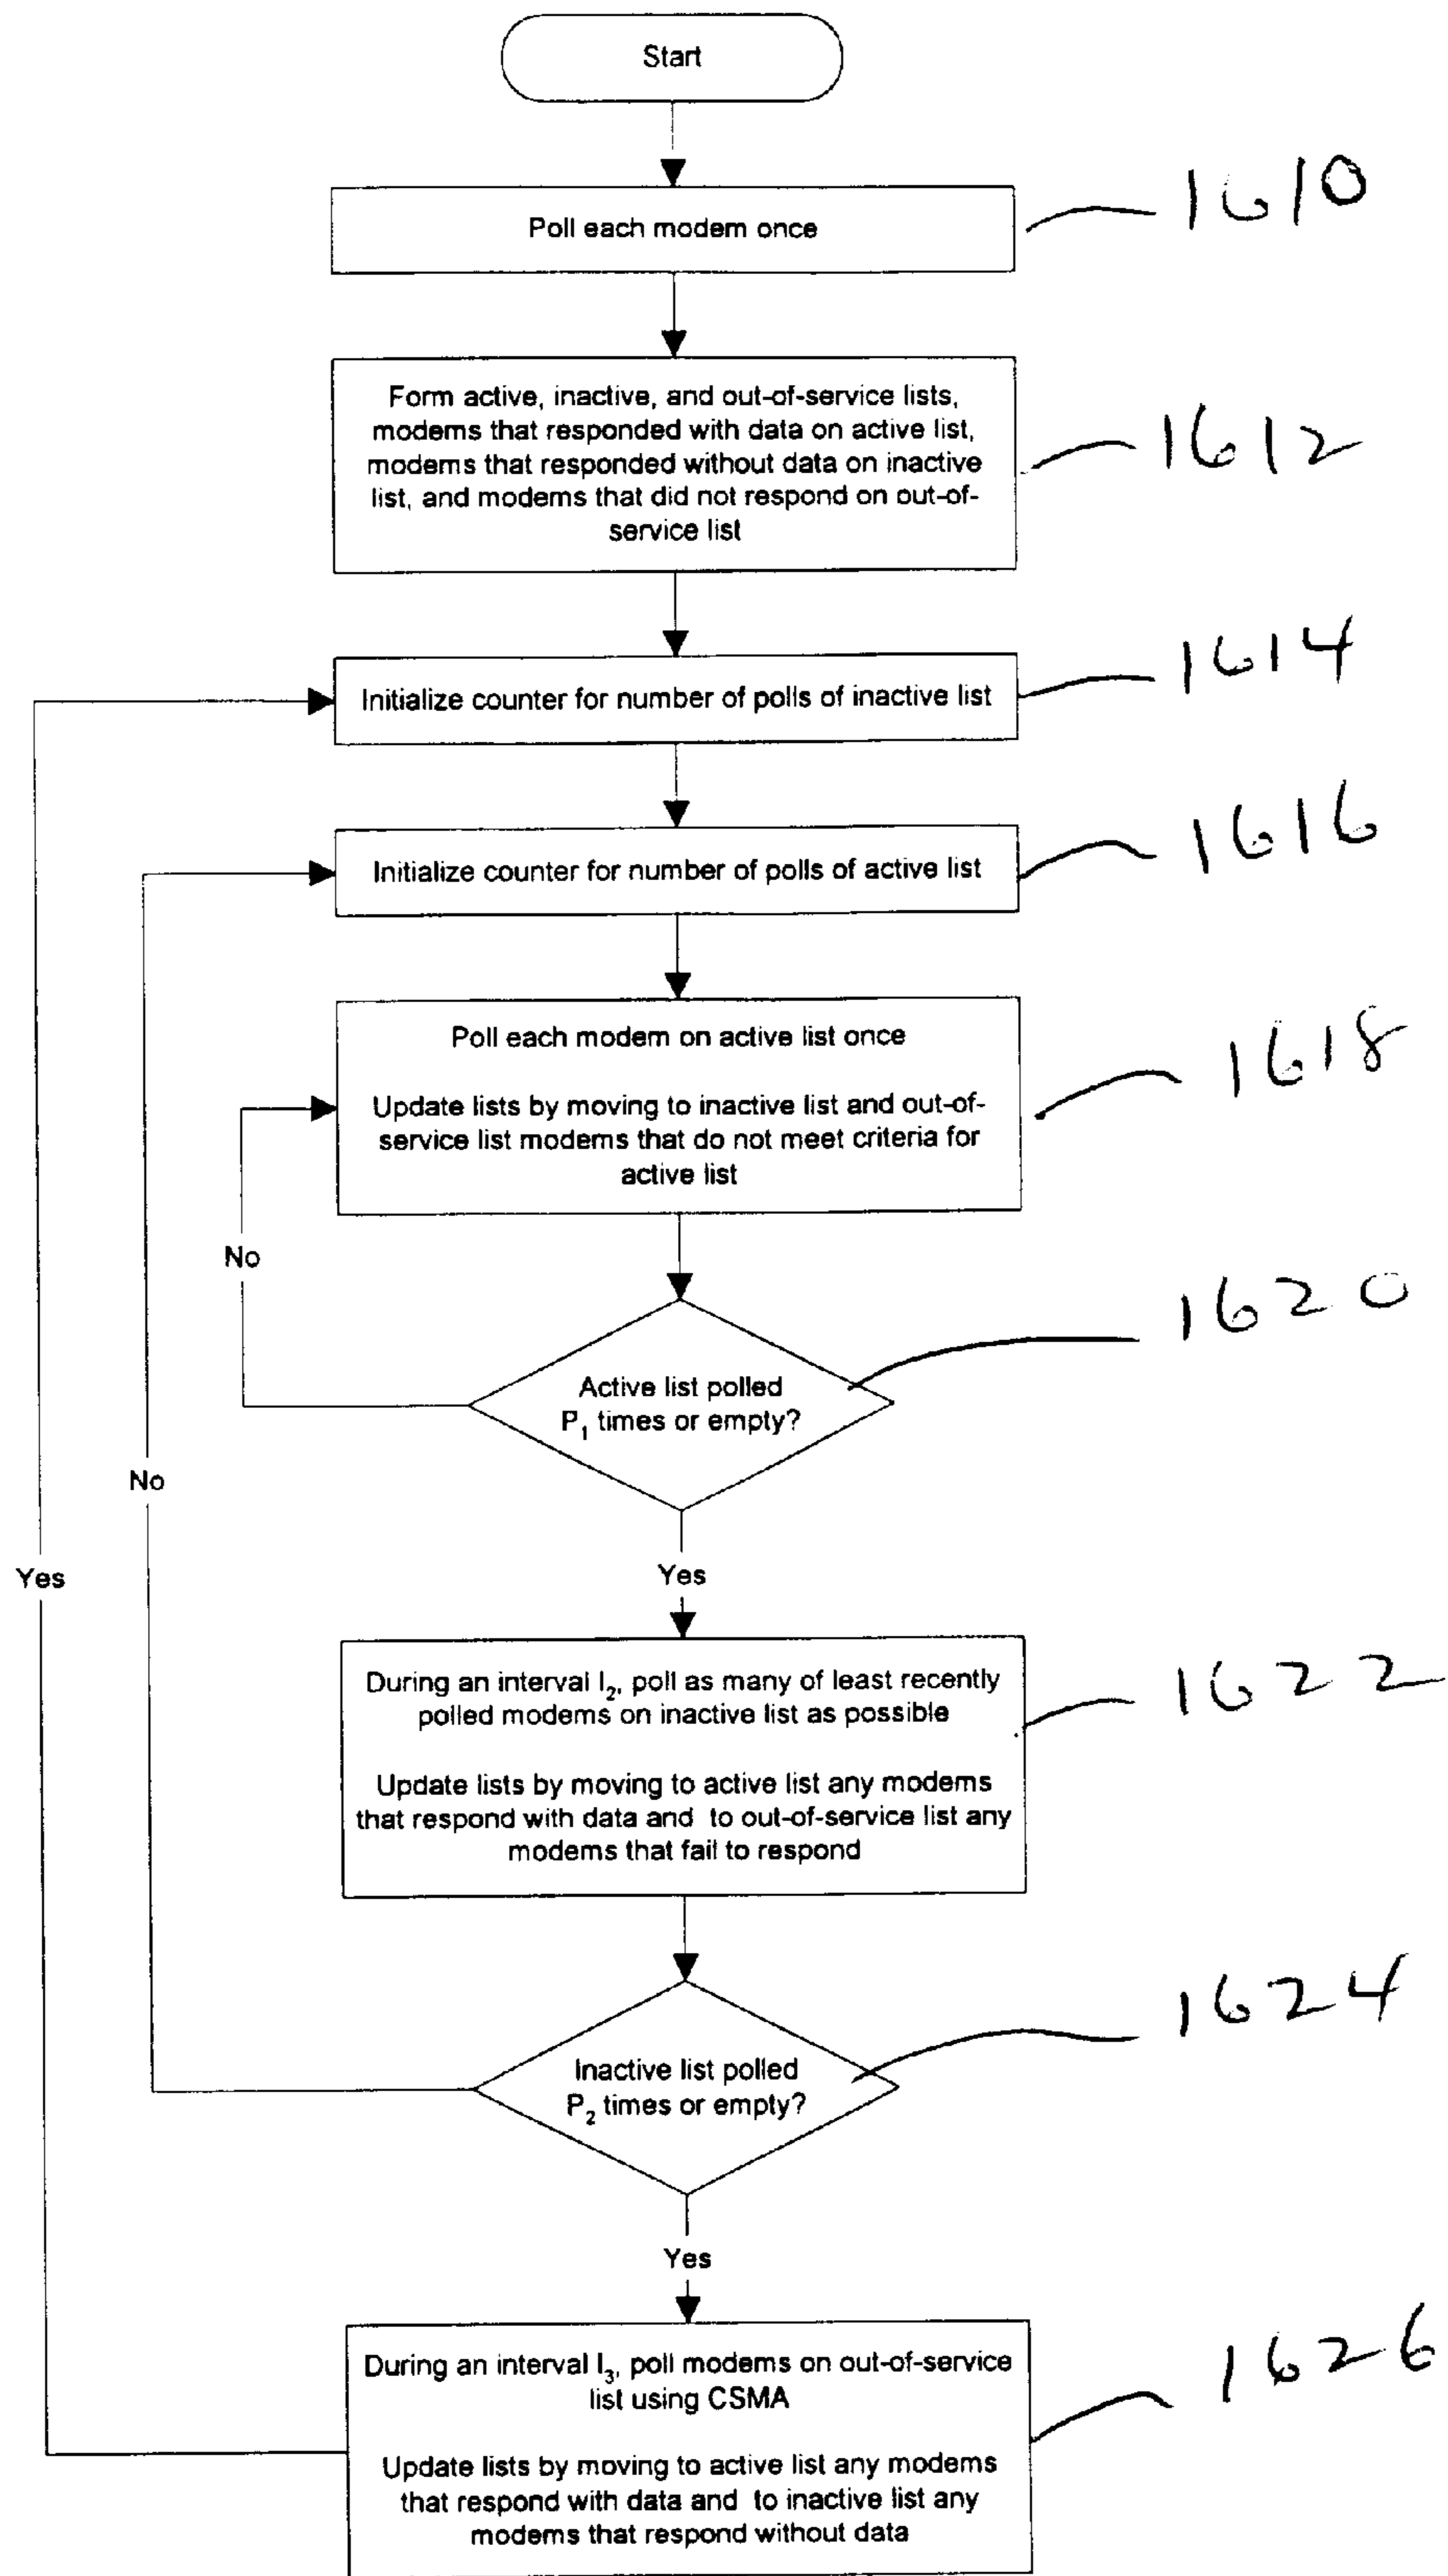 Start
Poll each modem once
1610
Form active, inactive, and out-of-service lists,
modems that responded with data on active list,
modems that responded without data on inactive
list, and modems that did not respond on out-of-
service list
1612
Initialize counter for number of polls of inactive list
1614
Initialize counter for number of polls of active list
1616
Poll each modem on active list once
Update lists by moving to inactive list and out-of-
service list modems that do not meet criteria for
active list
1618
No
Active list polled
P₁ times or empty?
1620
No
Yes
Yes
During an interval I₂, poll as many of least recently
polled modems on inactive list as possible
Update lists by moving to active list any modems
that respond with data and to out-of-service list any
modems that fail to respond
1622
Inactive list polled
P₂ times or empty?
1624
Yes
During an interval I₃, poll modems on out-of-service
list using CSMA
Update lists by moving to active list any modems
that respond with data and to inactive list any
modems that respond without data
1626